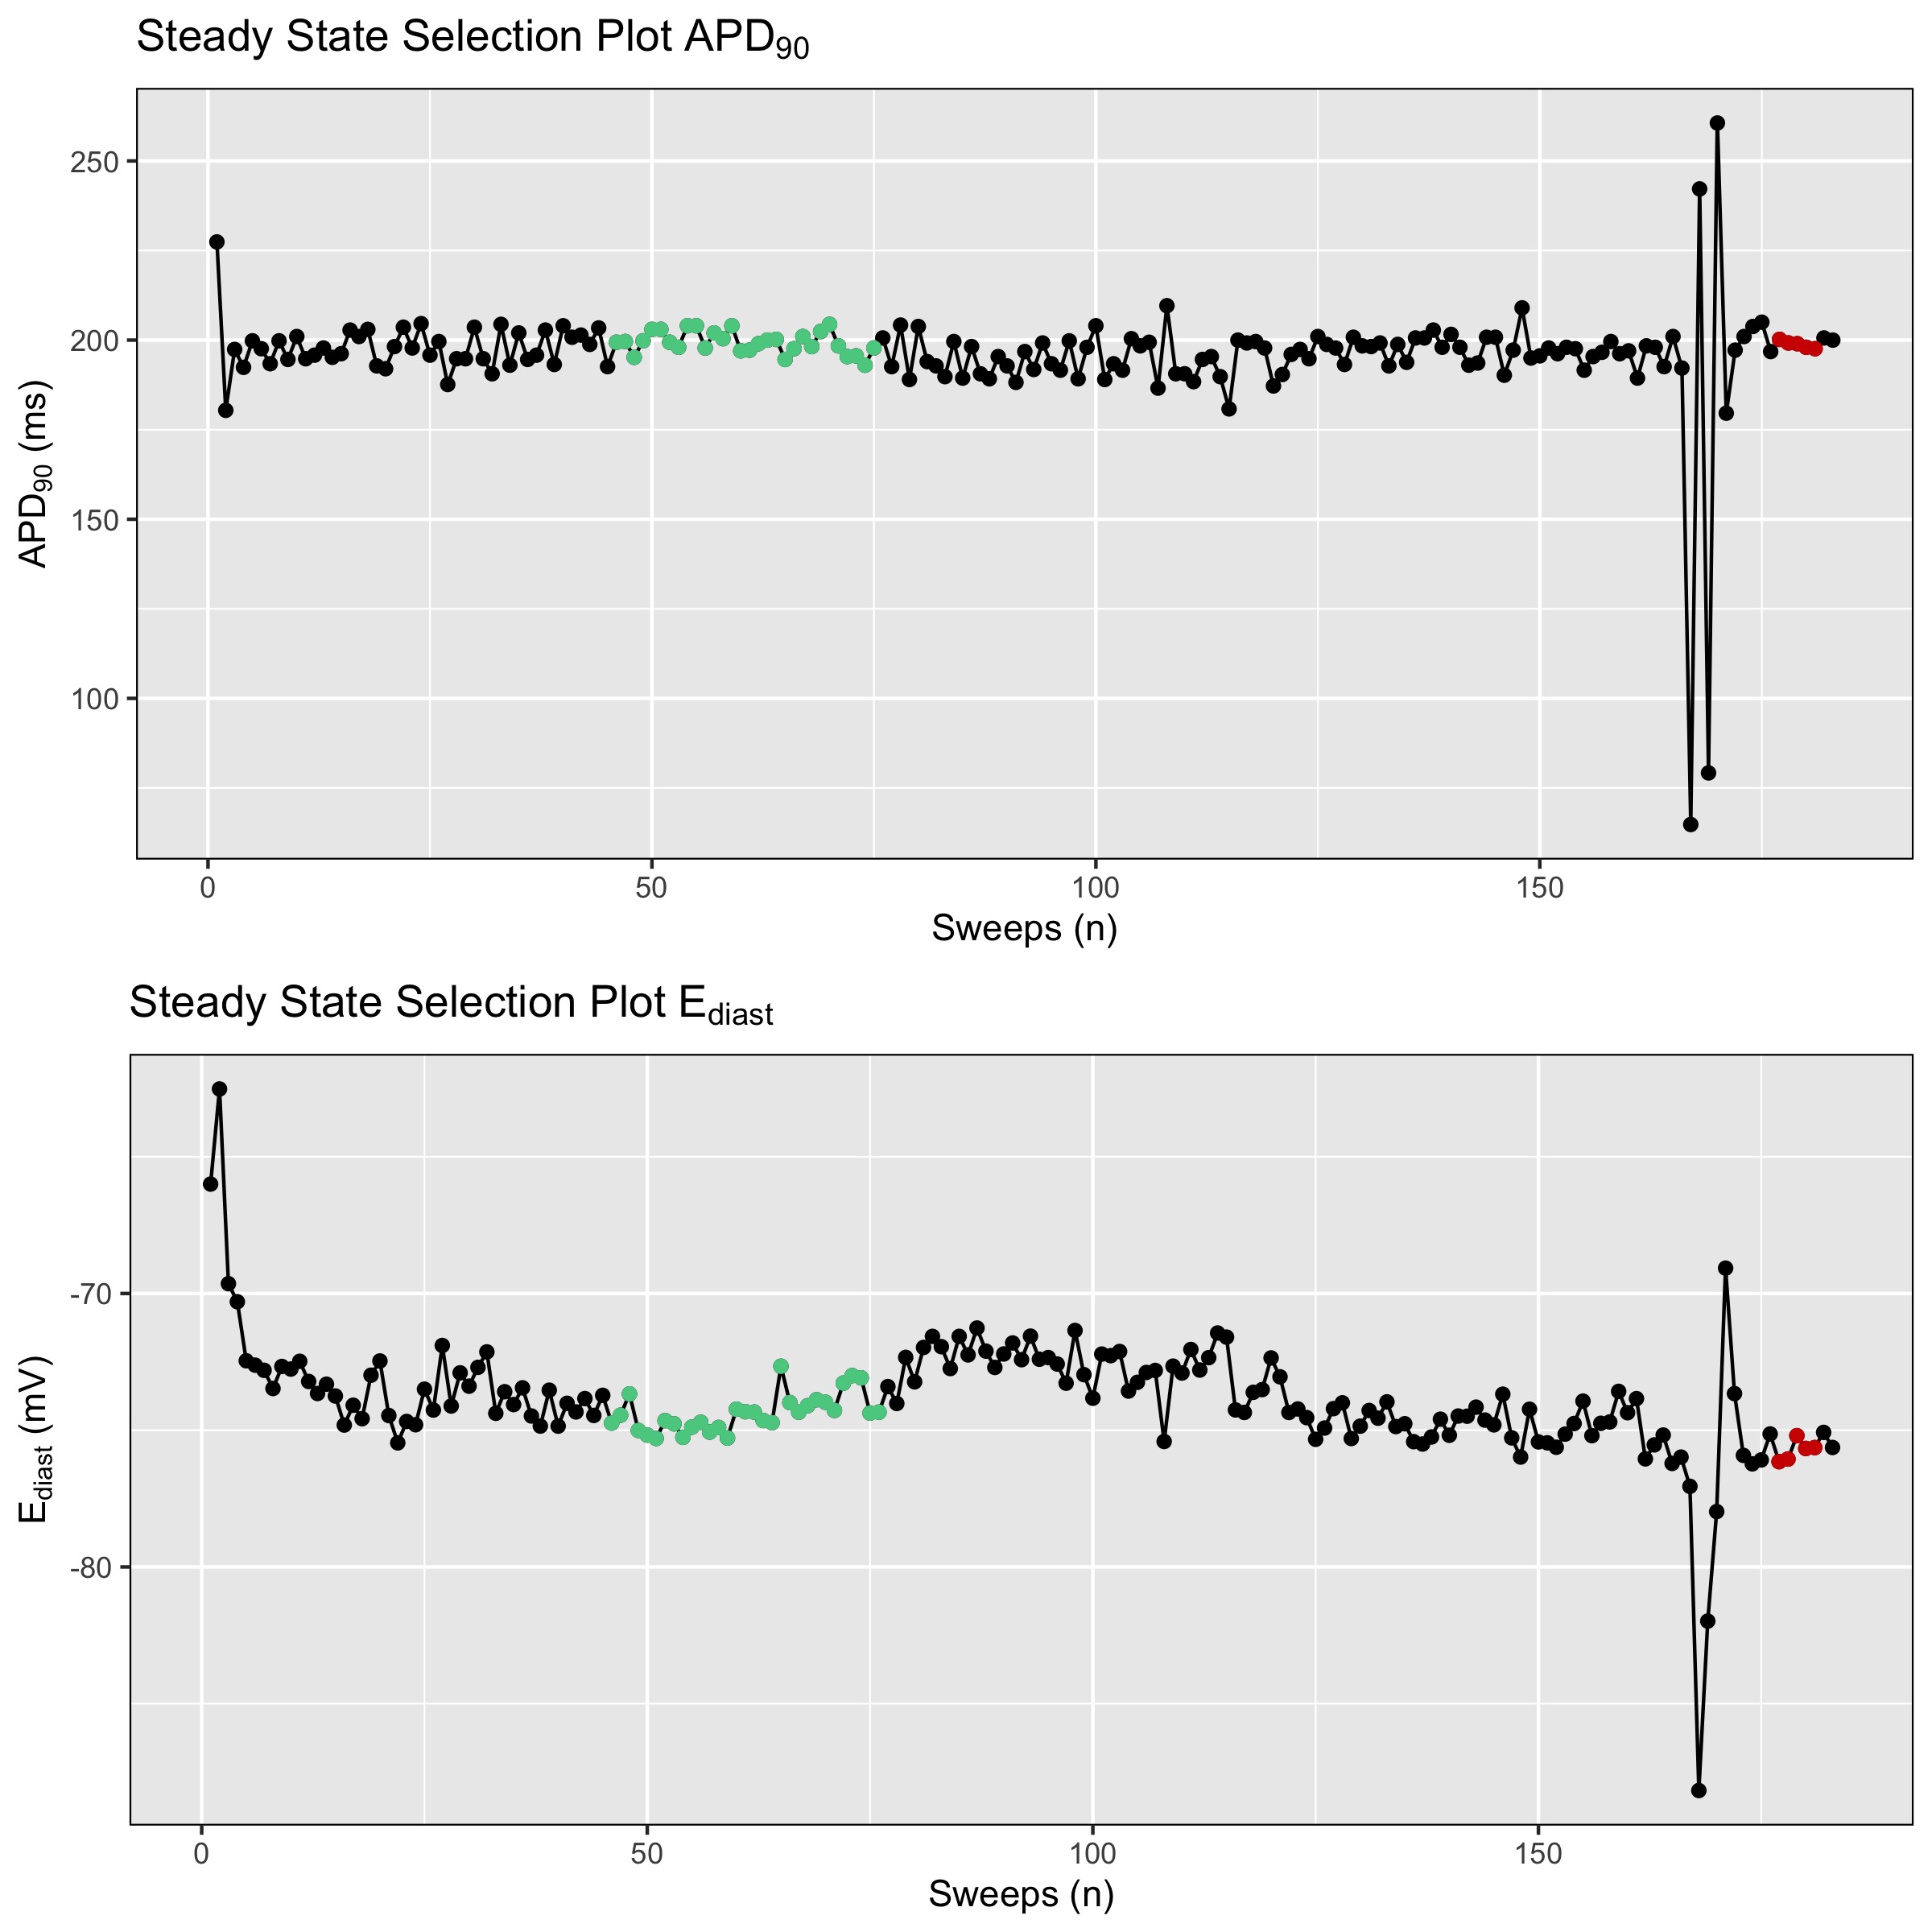 Steady State Selection Plot APD90
250
200
150
100
APD90 (ms)
0 50 100 150
Sweeps (n)
Steady State Selection Plot Ediast
-70
-80
Ediast (mV)
0 50 100 150
Sweeps (n)